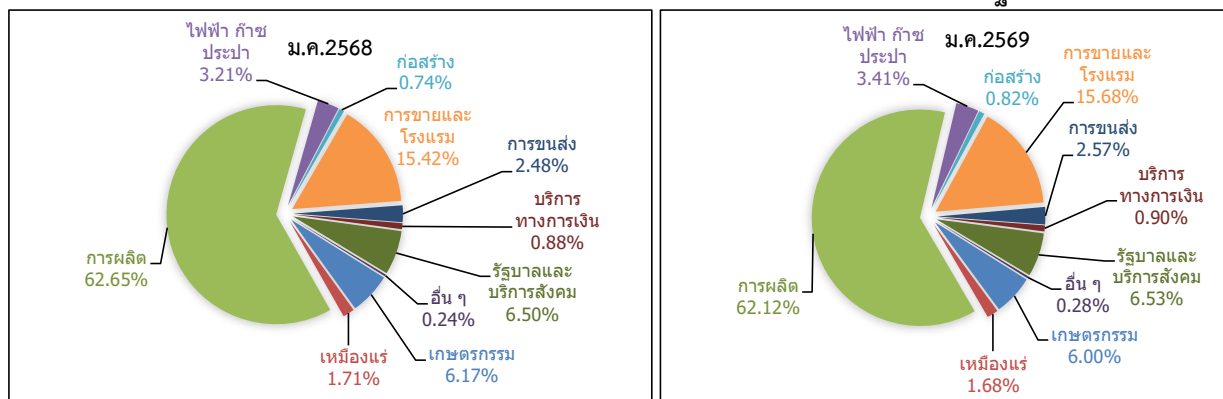 ม.ค.2568
ไฟฟ้า ก๊าซ
ประปา
3.21%
ก่อสร้าง
0.74%
การขายและ
โรงแรม
15.42%
การขนส่ง
2.48%
บริการ
ทางการเงิน
0.88%
รัฐบาลและ
บริการสังคม
6.50%
อื่น ๆ
0.24%
เกษตรกรรม
6.17%
เหมืองแร่
1.71%
การผลิต
62.65%
ม.ค.2569
ไฟฟ้า ก๊าซ
ประปา
3.41%
ก่อสร้าง
0.82%
การขายและ
โรงแรม
15.68%
การขนส่ง
2.57%
บริการ
ทางการเงิน
0.90%
รัฐบาลและ
บริการสังคม
6.53%
อื่น ๆ
0.28%
เกษตรกรรม
6.00%
เหมืองแร่
1.68%
การผลิต
62.12%